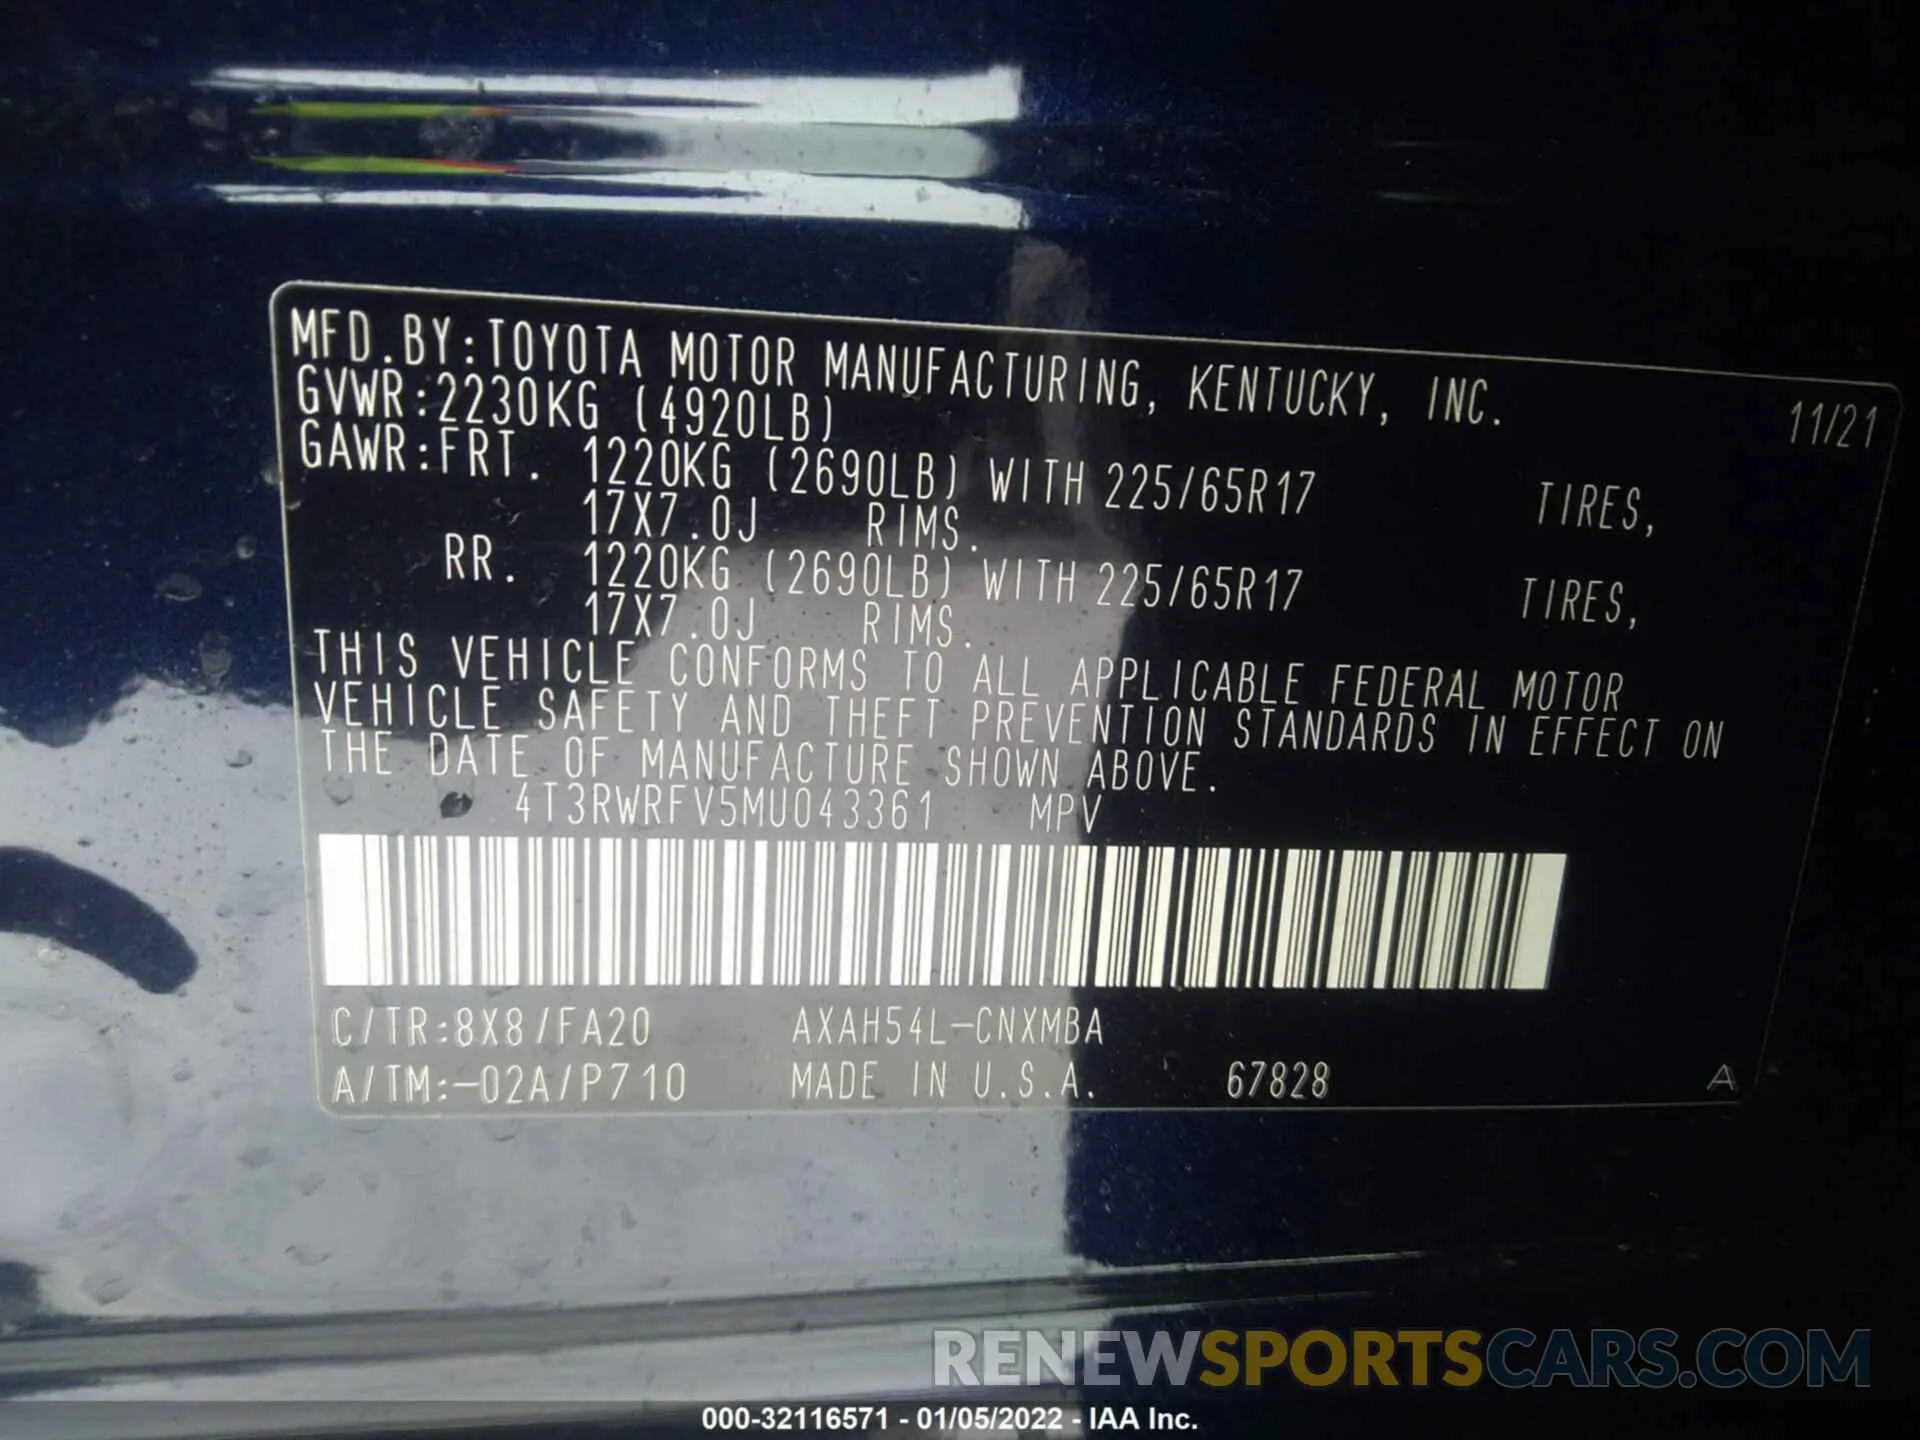 MFD.BY:TOYOTA MOTOR MANUFACTURING, KENTUCKY, INC. 11/21
GVWR:2230KG (4920LB)
GAWR:FRT. 1220KG (2690LB) WITH 225/65R17 TIRES,
17X7.0J RIMS.
RR. 1220KG (2690LB) WITH 225/65R17 TIRES,
17X7.0J RIMS.
THIS VEHICLE CONFORMS TO ALL APPLICABLE FEDERAL MOTOR
VEHICLE SAFETY AND THEFT PREVENTION STANDARDS IN EFFECT ON
THE DATE OF MANUFACTURE SHOWN ABOVE.
4T3RWRFV5MU043361 MPV
C/TR:8X8/FA20 AXAH54L-CNXMBA
A/TM:-02A/P710 MADE IN U.S.A. 67828 A
RENEWSPORTSCARS.COM
000-32116571 - 01/05/2022 - IAA Inc.